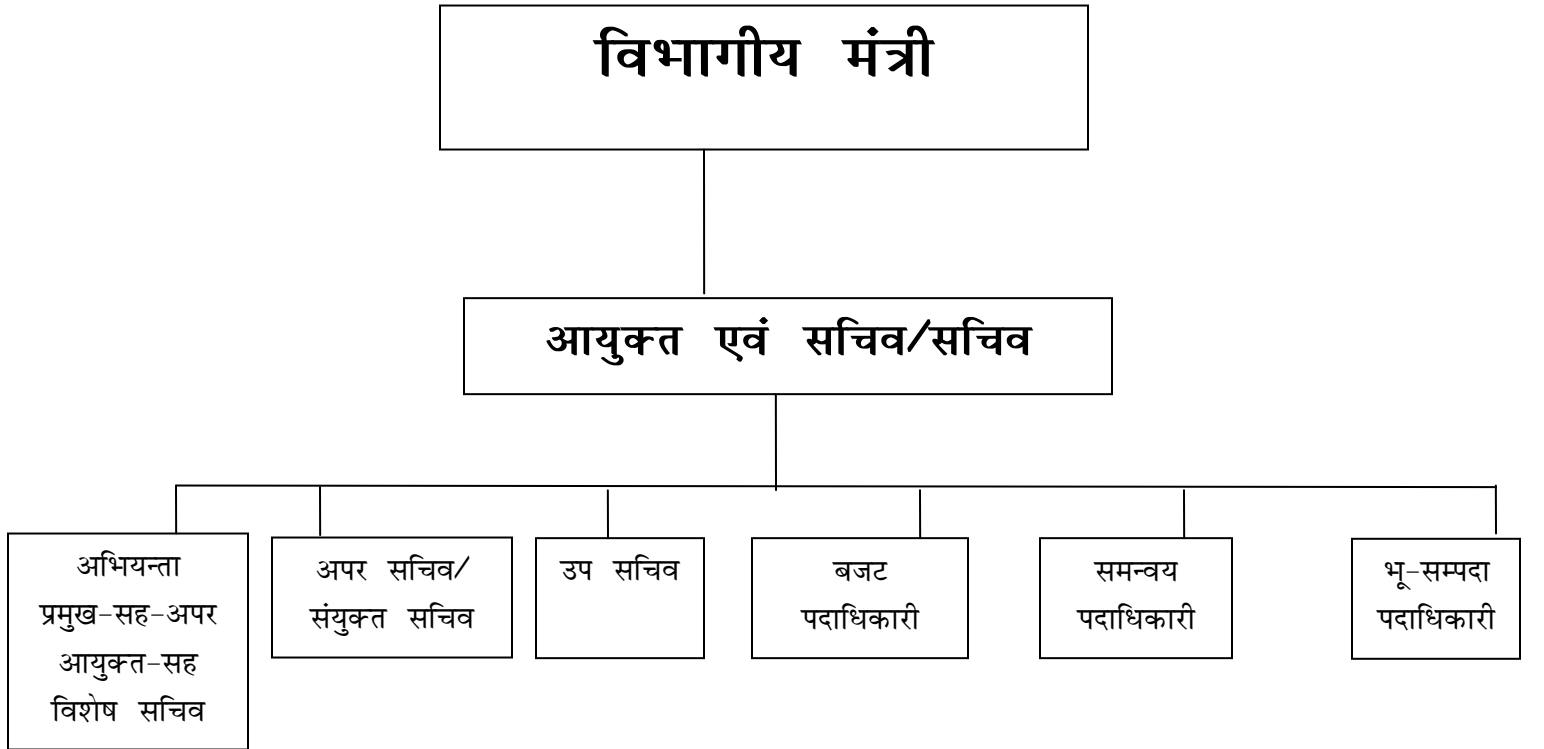 विभागीय मंत्री
आयुक्त एवं सचिव/सचिव
अभियन्ता
प्रमुख-सह-अपर
आयुक्त-सह
विशेष सचिव
अपर सचिव/
संयुक्त सचिव
उप सचिव
बजट
पदाधिकारी
समन्वय
पदाधिकारी
भू-सम्पदा
पदाधिकारी